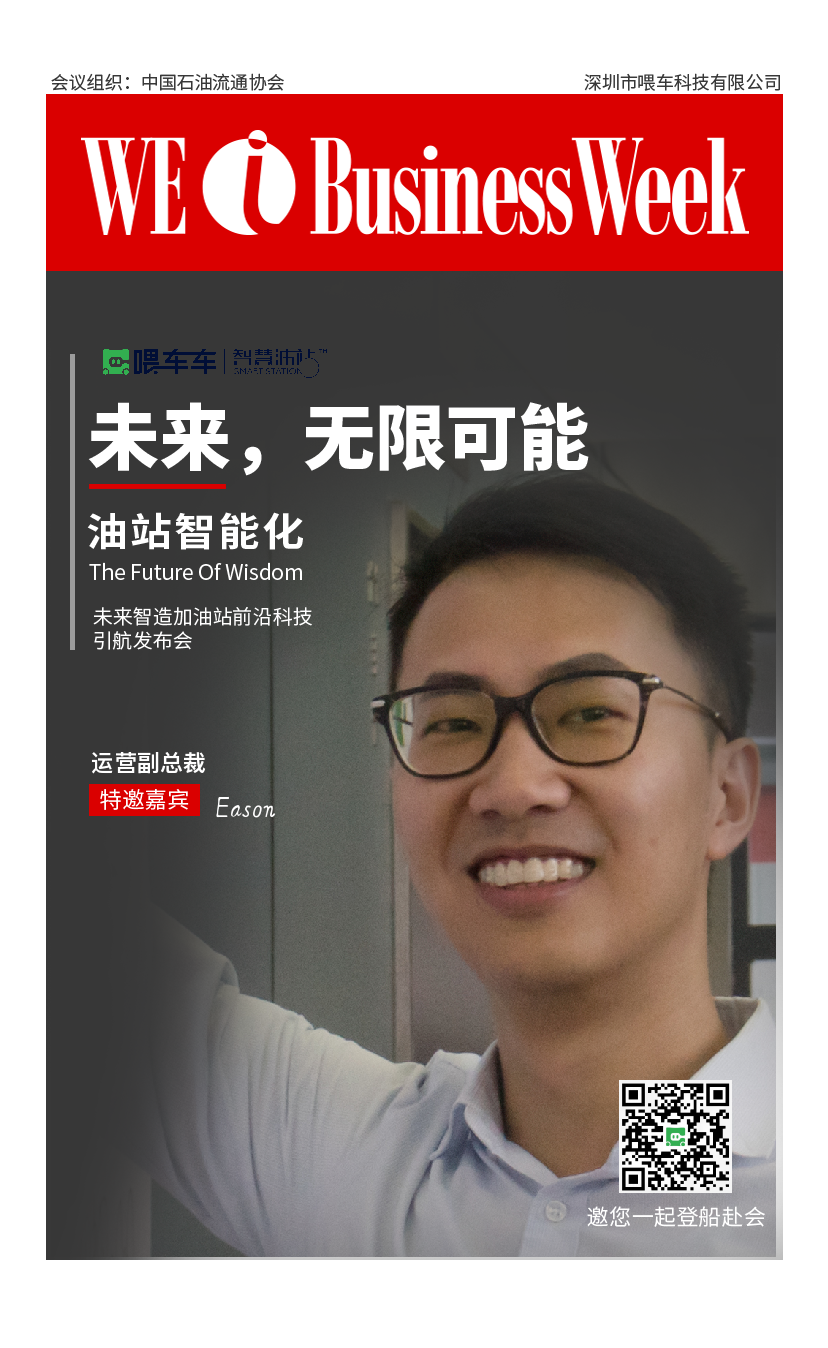 会议组织：中国石油流通协会
深圳市喂车科技有限公司
WE i BusinessWeek
喂车车 智慧油站™
SMART STATION
未来，无限可能
油站智能化
The Future Of Wisdom
未来智造加油站前沿科技
引航发布会
运营副总裁
特邀嘉宾 Eason
邀您一起登船赴会